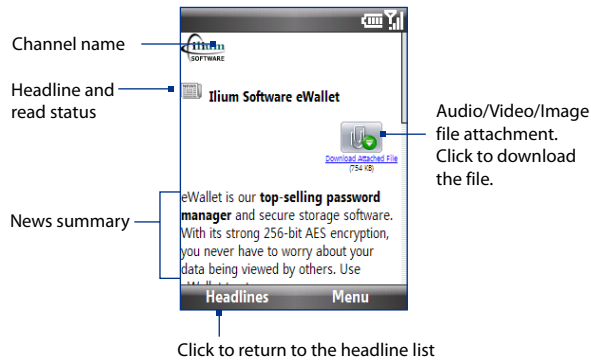 Channel name
ilium
SOFTWARE
Headline and
read status
Ilium Software eWallet
Audio/Video/Image
file attachment.
Click to download
the file.
Download Attached File
(754 KB)
News summary
eWallet is our top-selling password
manager and secure storage software.
With its strong 256-bit AES encryption,
you never have to worry about your
data being viewed by others. Use
Headlines Menu
Click to return to the headline list